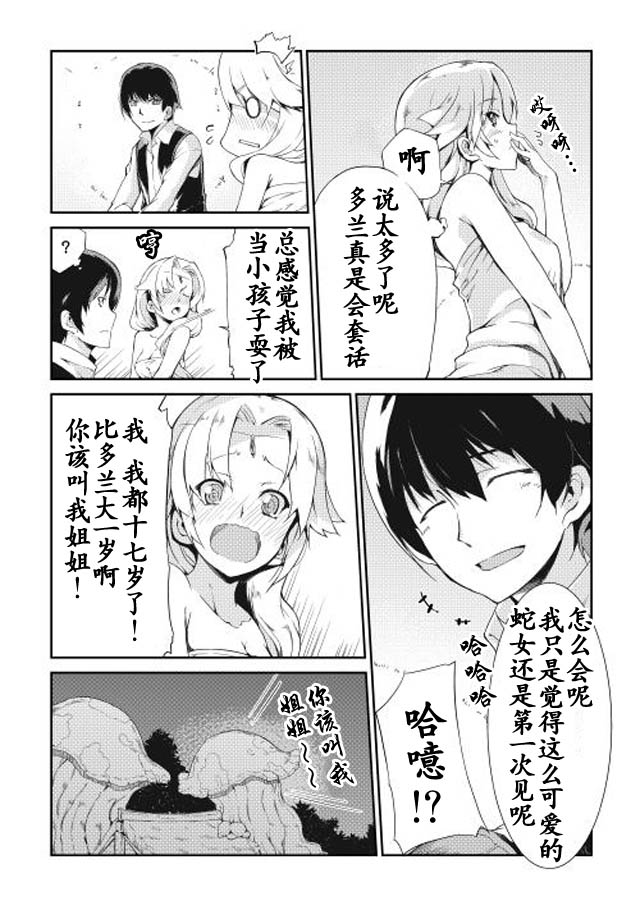 哎呀呀…
啊
说太多了呢
多兰真是会套话
总感觉我被
当小孩子耍了
哼
?
怎么会呢
我只是觉得这么可爱的
蛇女还是第一次见呢
哈哈哈
哈噫!?
我 我都十七岁了！
比多兰大一岁啊
你该叫我姐姐！
你该叫我
姐姐～～